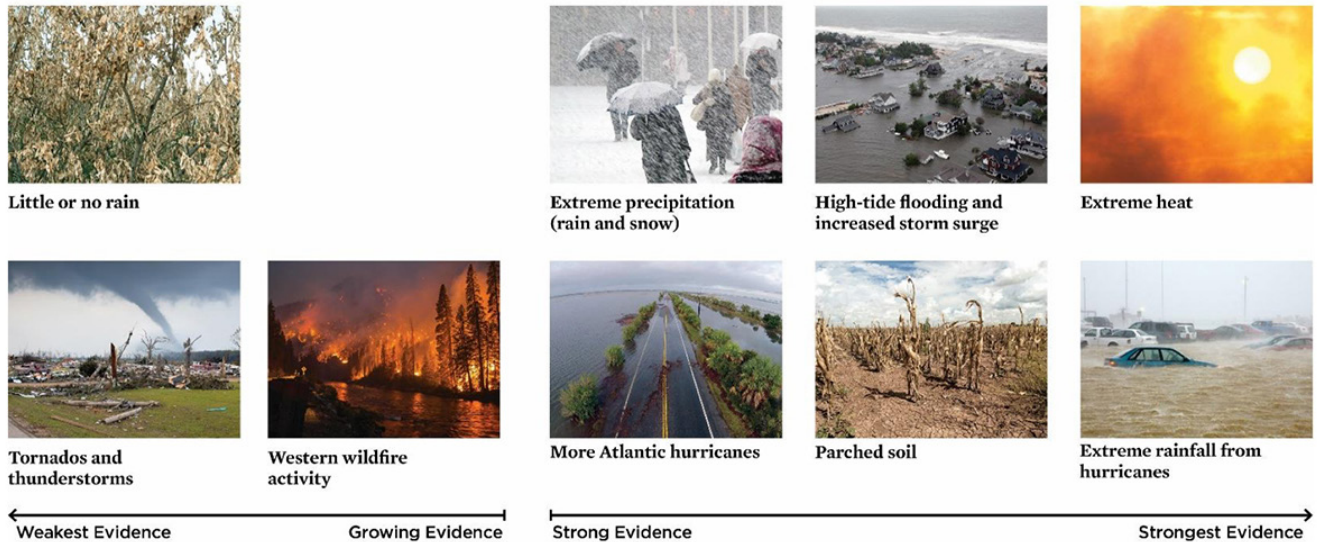 Little or no rain
Extreme precipitation
(rain and snow)
High-tide flooding and
increased storm surge
Extreme heat
Tornados and
thunderstorms
Western wildfire
activity
More Atlantic hurricanes
Parched soil
Extreme rainfall from
hurricanes
Weakest Evidence
Growing Evidence
Strong Evidence
Strongest Evidence